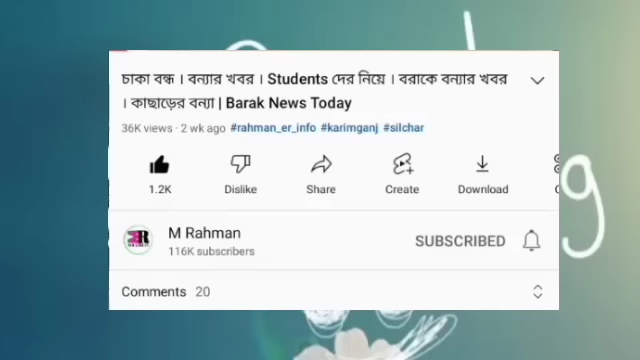 চাকা বন্ধ । বন্যার খবর । Students দের নিয়ে । বরাকে বন্যার খবর
। কাছাড়ের বন্যা | Barak News Today
36K views · 2 wk ago #rahman_er_info #karimganj #silchar
1.2K Dislike Share Create Download
M Rahman
116K subscribers
SUBSCRIBED
Comments 20